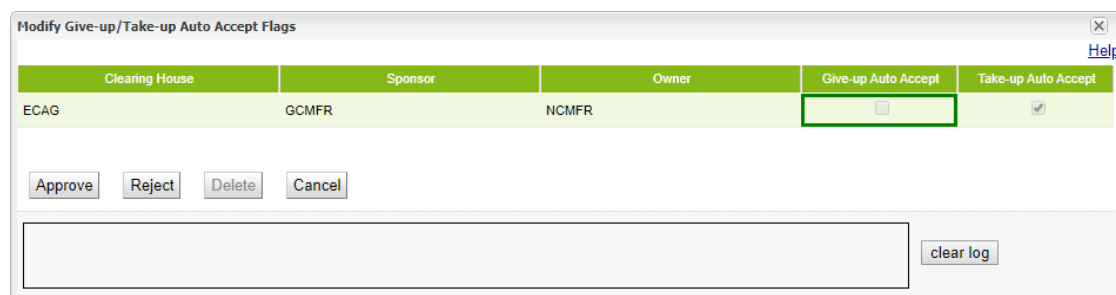 Modify Give-up/Take-up Auto Accept Flags
Help
Clearing House Sponsor Owner Give-up Auto Accept Take-up Auto Accept
ECAG GCMFR NCMFR
Approve Reject Delete Cancel
clear log